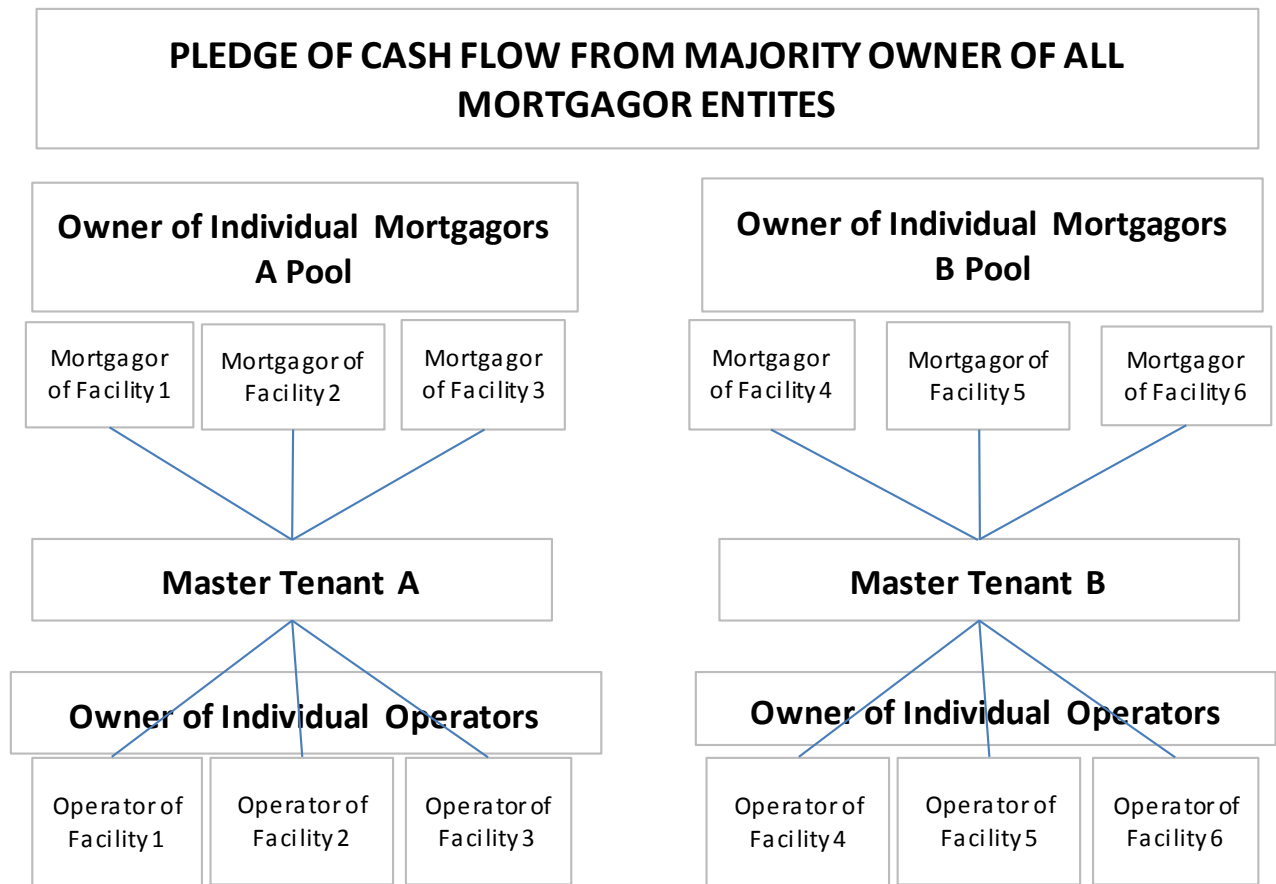 PLEDGE OF CASH FLOW FROM MAJORITY OWNER OF ALL
MORTGAGOR ENTITES
Owner of Individual Mortgagors
A Pool
Owner of Individual Mortgagors
B Pool
Mortgagor
of Facility 1
Mortgagor of
Facility 2
Mortgagor
of Facility 3
Mortgagor
of Facility 4
Mortgagor of
Facility 5
Mortgagor
of Facility 6
Master Tenant A
Master Tenant B
Owner of Individual Operators
Owner of Individual Operators
Operator of
Facility 1
Operator of
Facility 2
Operator of
Facility 3
Operator of
Facility 4
Operator of
Facility 5
Operator of
Facility 6